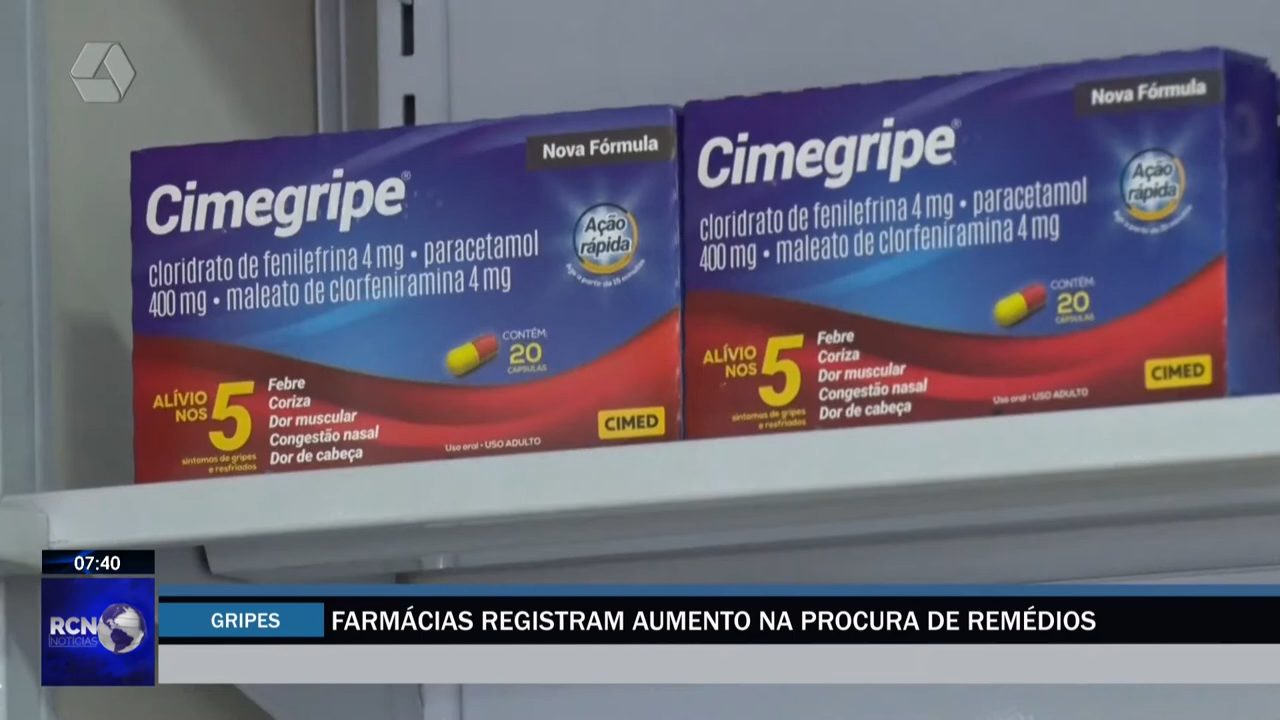 Nova Fórmula
Cimegripe®
cloridrato de fenilefrina 4 mg • paracetamol
400 mg • maleato de clorfeniramina 4 mg
Ação
rápida
Age a partir de 15 minutos
CONTÉM
20
CÁPSULAS
ALÍVIO
NOS 5
sintomas de gripes
e resfriados
Febre
Coriza
Dor muscular
Congestão nasal
Dor de cabeça
Uso oral • USO ADULTO
CIMED
Nova Fórmula
Cimegripe®
cloridrato de fenilefrina 4 mg • paracetamol
400 mg • maleato de clorfeniramina 4 mg
Ação
rápida
CONTÉM
20
CÁPSULAS
ALÍVIO
NOS 5
sintomas de gripes
e resfriados
Febre
Coriza
Dor muscular
Congestão nasal
Dor de cabeça
Uso oral • USO ADULTO
CIMED
07:40
RCN
NOTÍCIAS
GRIPES
FARMÁCIAS REGISTRAM AUMENTO NA PROCURA DE REMÉDIOS